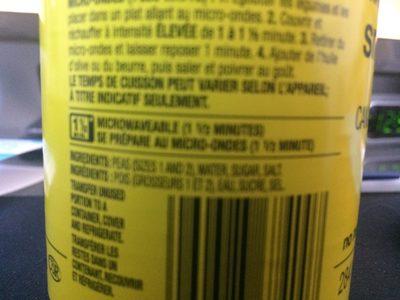 MICRO-ONDES
placer dans un plat allant au micro-ondes. 2. Couvrir et
réchauffer à intensité ÉLEVÉE de 1 à 1 ½ minute. 3. Retirer du
micro-ondes et laisser reposer 1 minute. 4. Ajouter de l'huile
d'olive ou du beurre, puis saler et poivrer au goût.
LE TEMPS DE CUISSON PEUT VARIER SELON L'APPAREIL;
À TITRE INDICATIF SEULEMENT.
MICROWAVEABLE (1 1/2 MINUTES)
SE PRÉPARE AU MICRO-ONDES (1 1/2 MINUTE)
INGREDIENTS: PEAS (SIZES 1 AND 2), WATER, SUGAR, SALT.
INGRÉDIENTS : POIS (GROSSEURS 1 ET 2), EAU, SUCRE, SEL.
TRANSFER UNUSED
PORTION TO A
CONTAINER, COVER
AND REFRIGERATE.
TRANSFÉRER LES
RESTES DANS UN
CONTENANT, RECOUVRIR
ET RÉFRIGÉRER.